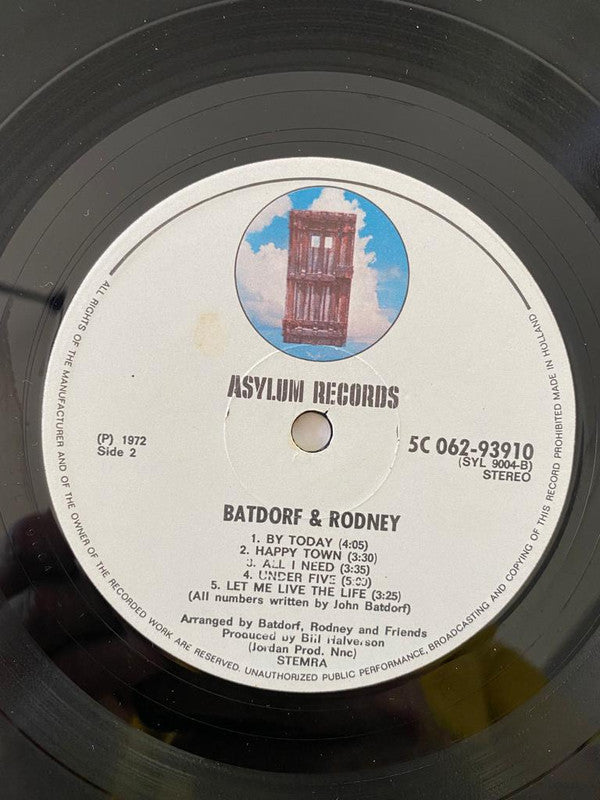 ALL RIGHTS OF THE MANUFACTURER AND OF THE OWNER OF THE RECORDED WORK ARE RESERVED. UNAUTHORIZED PUBLIC PERFORMANCE, BROADCASTING AND COPYING OF THIS RECORD PROHIBITED MADE IN HOLLAND
ASYLUM RECORDS
(P) 1972
Side 2
5C 062-93910
(SYL 9004-B)
STEREO
BATDORF & RODNEY
1. BY TODAY (4:05)
2. HAPPY TOWN (3:30)
3. ALL I NEED (3:35)
4. UNDER FIVE
5. LET ME LIVE THE LIFE (3:25)
(All numbers written by John Batdorf)
Arranged by Batdorf, Rodney and Friends
Produced by Bill Halverson
(Jordan Prod. Nnc)
STEMRA